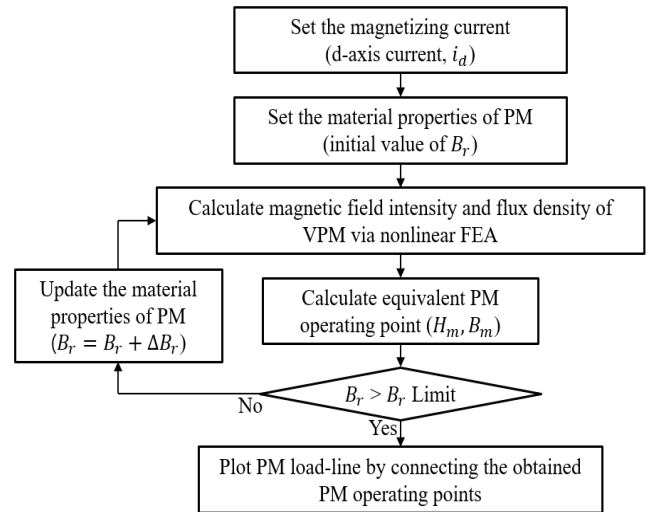 Set the magnetizing current
(d-axis current, i_d)
Set the material properties of PM
(initial value of B_r)
Calculate magnetic field intensity and flux density of
VPM via nonlinear FEA
Update the material
properties of PM
(B_r = B_r + ΔB_r)
Calculate equivalent PM
operating point (H_m, B_m)
B_r > B_r Limit
No
Yes
Plot PM load-line by connecting the obtained
PM operating points